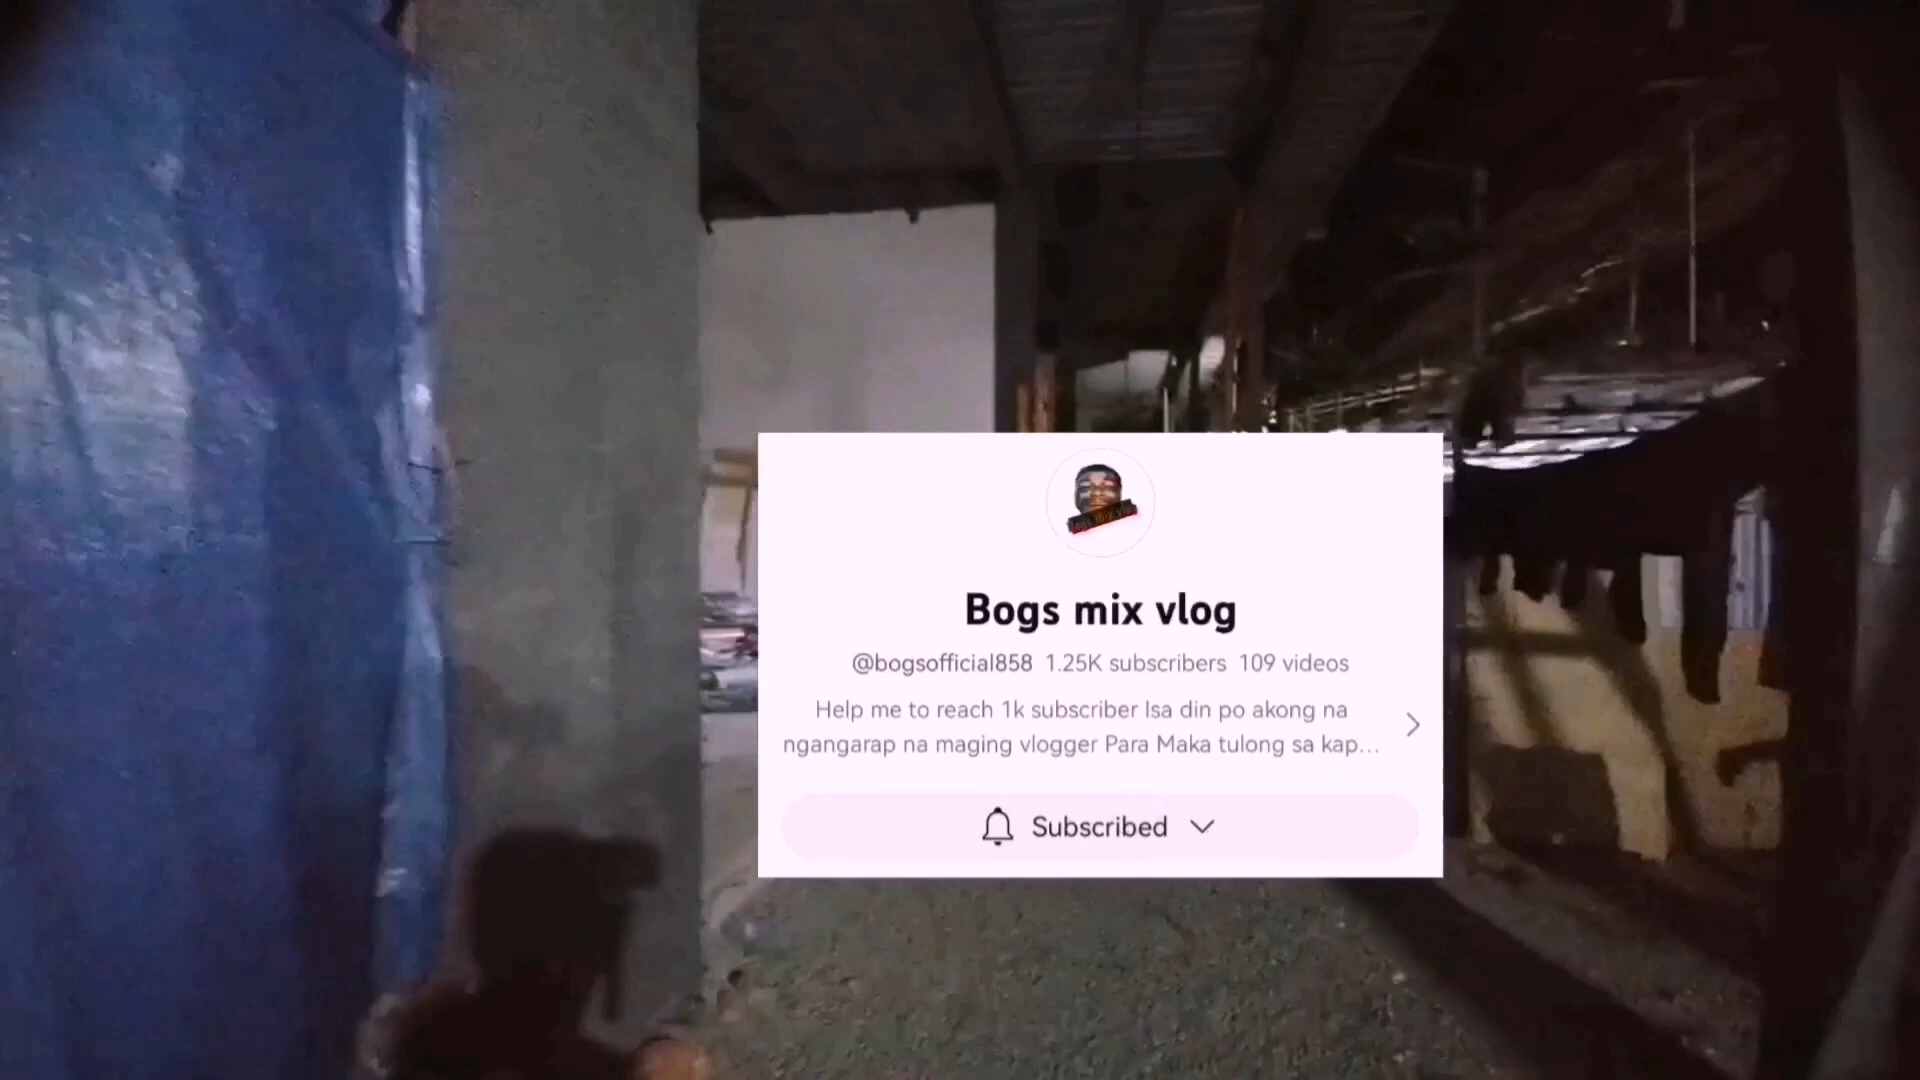 Bogs mix vlog
@bogsofficial858 1.25K subscribers 109 videos
Help me to reach 1k subscriber Isa din po akong na
ngangarap na maging vlogger Para Maka tulong sa kap...
Subscribed